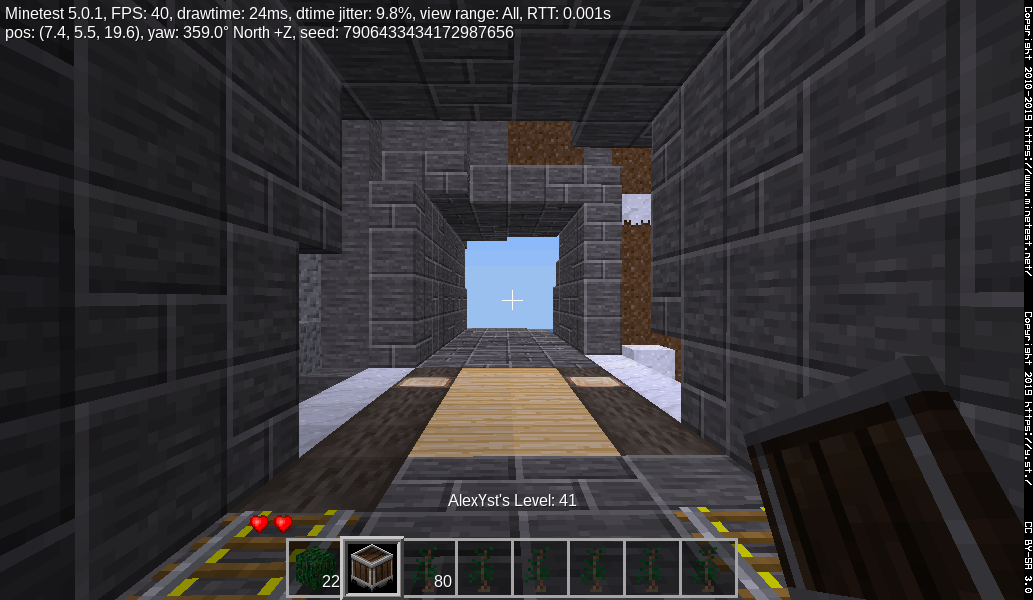 Minetest 5.0.1, FPS: 40, drawtime: 24ms, dtime jitter: 9.8%, view range: All, RTT: 0.001s
pos: (7.4, 5.5, 19.6), yaw: 359.0° North +Z, seed: 7906433434172987656
AlexYst's Level: 41
22
80
Copyright 2010-2019 https://www.minetest.net/
Copyright 2019 https://y.st./
CC BY-SA 3.0